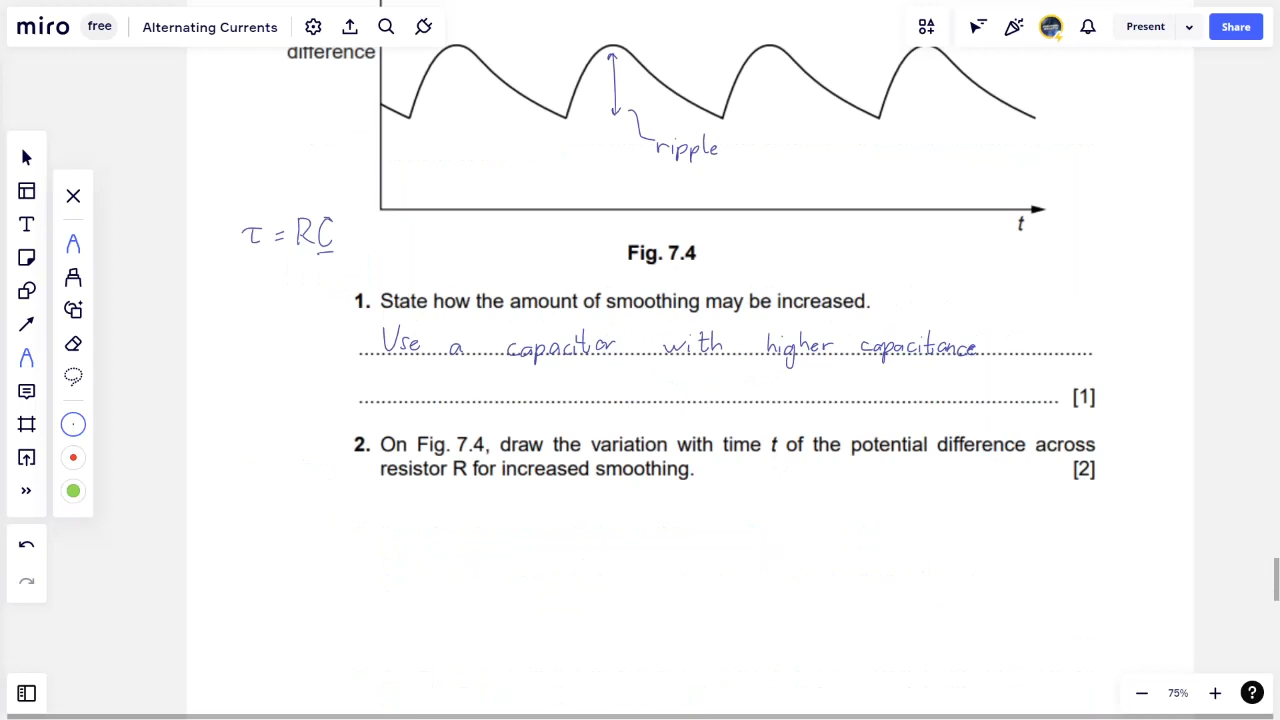 miro free Alternating Currents Present Share
difference
ripple
t
τ = RC
Fig. 7.4
1. State how the amount of smoothing may be increased.
Use a capacitor with higher capacitance
[1]
2. On Fig. 7.4, draw the variation with time t of the potential difference across
resistor R for increased smoothing. [2]
75%